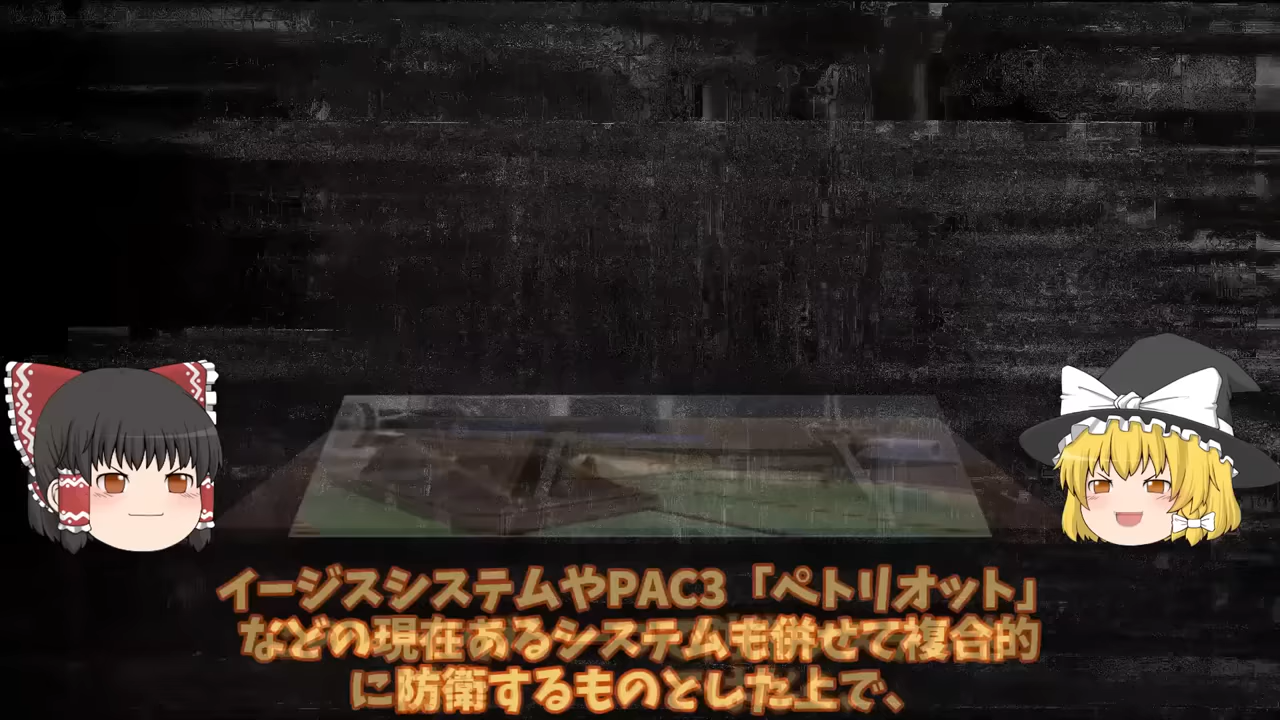 イージスシステムやPAC3「ペトリオット」
などの現在あるシステムも併せて複合的
に防衛するものとした上で、